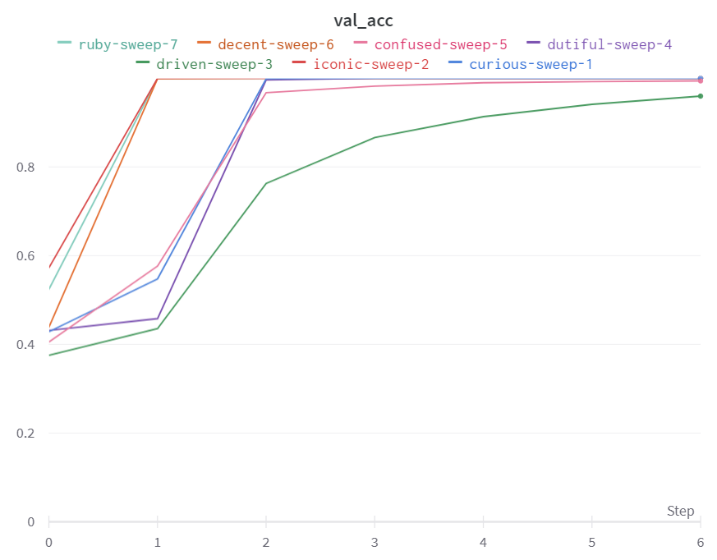 val_acc
ruby-sweep-7 decent-sweep-6 confused-sweep-5 dutiful-sweep-4
driven-sweep-3 iconic-sweep-2 curious-sweep-1
0.8
0.6
0.4
0.2
0
Step
0 1 2 3 4 5 6